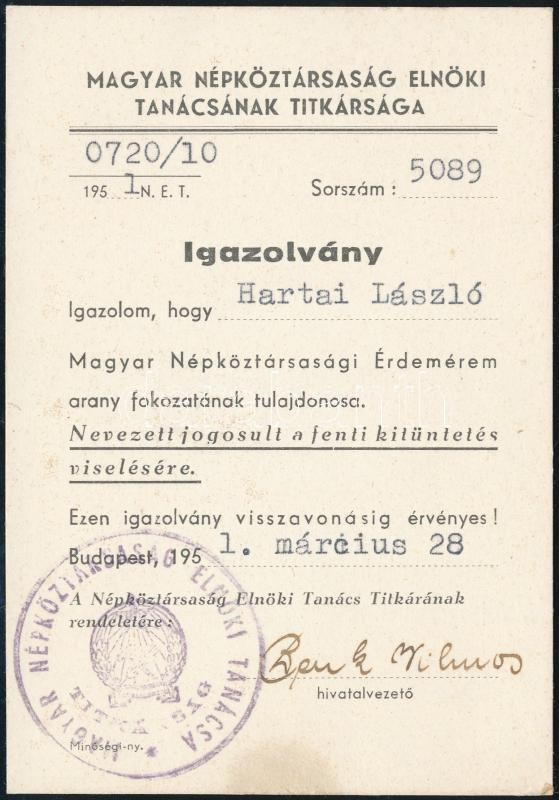 MAGYAR NÉPKÖZTÁRSASÁG ELNÖKI
TANÁCSÁNAK TITKÁRSÁGA
0720/10
1951 N. E. T.
Sorszám: 5089
Igazolvány
Igazolom, hogy Hartai László
Magyar Népköztársasági Érdemérem
arany fokozatának tulajdonosa.
Nevezett jogosult a fenti kitüntetés
viselésére.
Ezen igazolvány visszavonásig érvényes!
Budapest, 1951. március 28
A Népköztársaság Elnöki Tanács Titkárának
rendeletére:
Vilmos
hivatalvezető
MAGYAR NÉPKÖZTÁRSASÁG ELNÖKI TANÁCSA
Minőségi-ny.